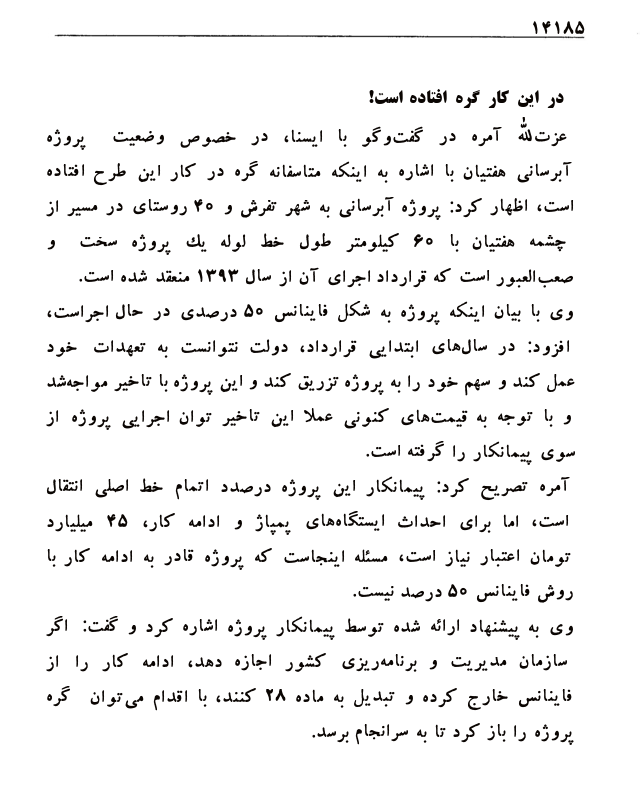 ۱۴۱۸۵
در این کار گره افتاده است!
عزت‌الله آمره در گفت‌وگو با ایسنا، در خصوص وضعیت پروژه
آبرسانی هفتیان با اشاره به اینکه متاسفانه گره در کار این طرح افتاده
است، اظهار کرد: پروژه آبرسانی به شهر تفرش و ۴۰ روستای در مسیر از
چشمه هفتیان با ۶۰ کیلومتر طول خط لوله یك پروژه سخت و
صعب‌العبور است که قرارداد اجرای آن از سال ۱۳۹۳ منعقد شده است.
وی با بیان اینکه پروژه به شکل فاینانس ۵۰ درصدی در حال اجراست،
افزود: در سال‌های ابتدایی قرارداد، دولت نتوانست به تعهدات خود
عمل کند و سهم خود را به پروژه تزریق کند و این پروژه با تاخیر مواجه‌شد
و با توجه به قیمت‌های کنونی عملا این تاخیر توان اجرایی پروژه از
سوی پیمانکار را گرفته است.
آمره تصریح کرد: پیمانکار این پروژه درصدد اتمام خط اصلی انتقال
است، اما برای احداث ایستگاه‌های پمپاژ و ادامه کار، ۴۵ میلیارد
تومان اعتبار نیاز است، مسئله اینجاست که پروژه قادر به ادامه کار با
روش فاینانس ۵۰ درصد نیست.
وی به پیشنهاد ارائه شده توسط پیمانکار پروژه اشاره کرد و گفت: اگر
سازمان مدیریت و برنامه‌ریزی کشور اجازه دهد، ادامه کار را از
فاینانس خارج کرده و تبدیل به ماده ۲۸ کنند، با اقدام می‌توان گره
پروژه را باز کرد تا به سرانجام برسد.